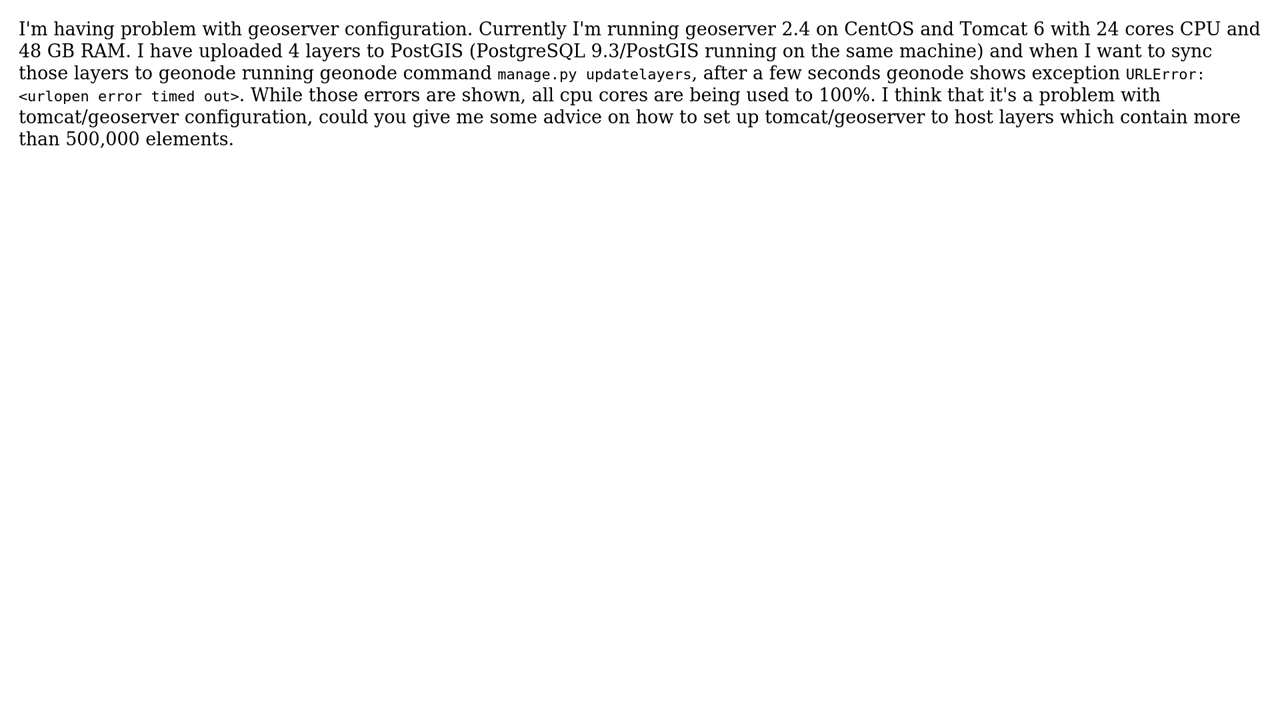 I'm having problem with geoserver configuration. Currently I'm running geoserver 2.4 on CentOS and Tomcat 6 with 24 cores CPU and
48 GB RAM. I have uploaded 4 layers to PostGIS (PostgreSQL 9.3/PostGIS running on the same machine) and when I want to sync
those layers to geonode running geonode command manage.py updatelayers, after a few seconds geonode shows exception URLError:
<urlopen error timed out>. While those errors are shown, all cpu cores are being used to 100%. I think that it's a problem with
tomcat/geoserver configuration, could you give me some advice on how to set up tomcat/geoserver to host layers which contain more
than 500,000 elements.